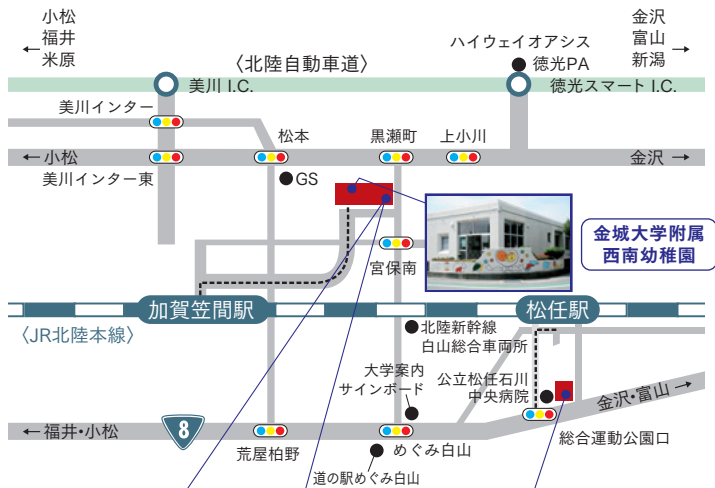 小松
福井
米原
←
金沢
富山
新潟
→
ハイウェイオアシス
徳光PA
〈北陸自動車道〉
美川 I.C.
徳光スマート I.C.
美川インター
松本
黒瀬町
上小川
←小松
金沢→
美川インター東
GS
金城大学附属
西南幼稚園
宮保南
加賀笠間駅
松任駅
〈JR北陸本線〉
北陸新幹線
白山総合車両所
大学案内
サインボード
公立松任石川
中央病院
金沢・富山→
←福井・小松
8
荒屋柏野
めぐみ白山
総合運動公園口
道の駅めぐみ白山